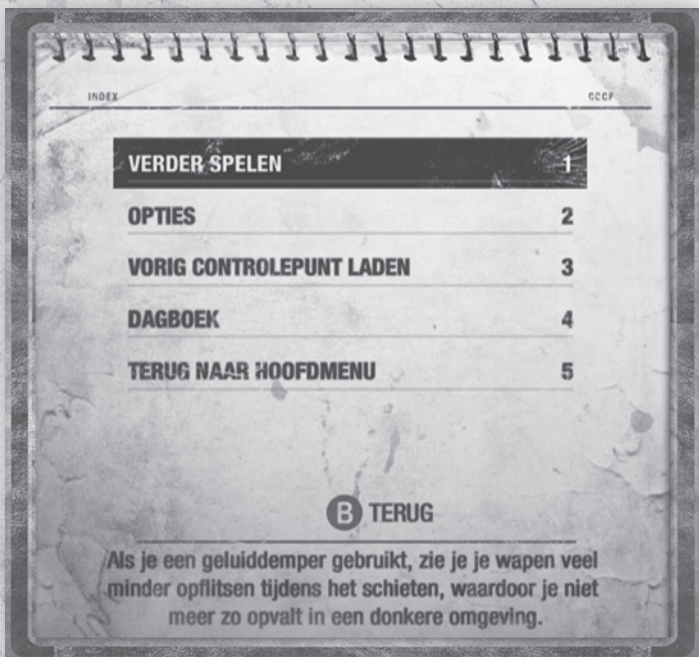 INDEX CCCP
VERDER SPELEN 1
OPTIES 2
VORIG CONTROLEPUNT LADEN 3
DAGBOEK 4
TERUG NAAR HOOFDMENU 5
B TERUG
Als je een geluiddemper gebruikt, zie je je wapen veel
minder opflitsen tijdens het schieten, waardoor je niet
meer zo opvalt in een donkere omgeving.